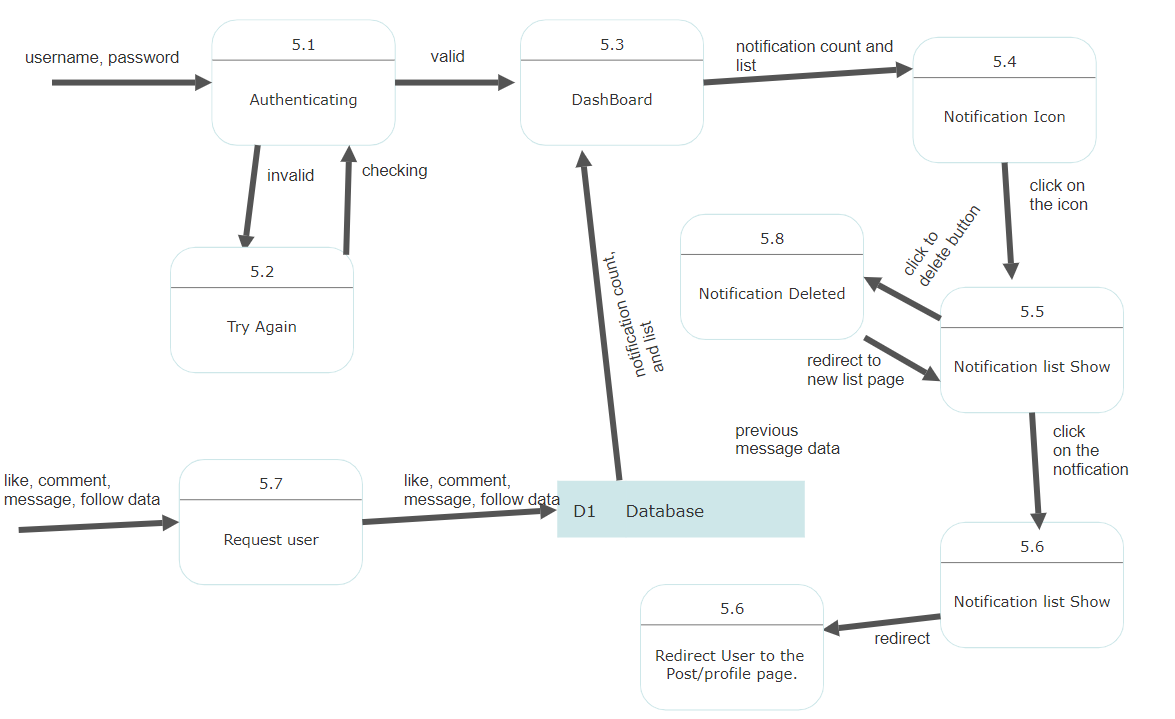 username, password
5.1
Authenticating
valid
5.3
DashBoard
notification count and
list
5.4
Notification Icon
invalid
checking
5.2
Try Again
click on
the icon
click to
delete button
5.8
Notification Deleted
5.5
Notification list Show
redirect to
new list page
notification count,
and list
previous
message data
click
on the
notfication
like, comment,
message, follow data
5.7
Request user
like, comment,
message, follow data
D1 Database
5.6
Notification list Show
redirect
5.6
Redirect User to the
Post/profile page.